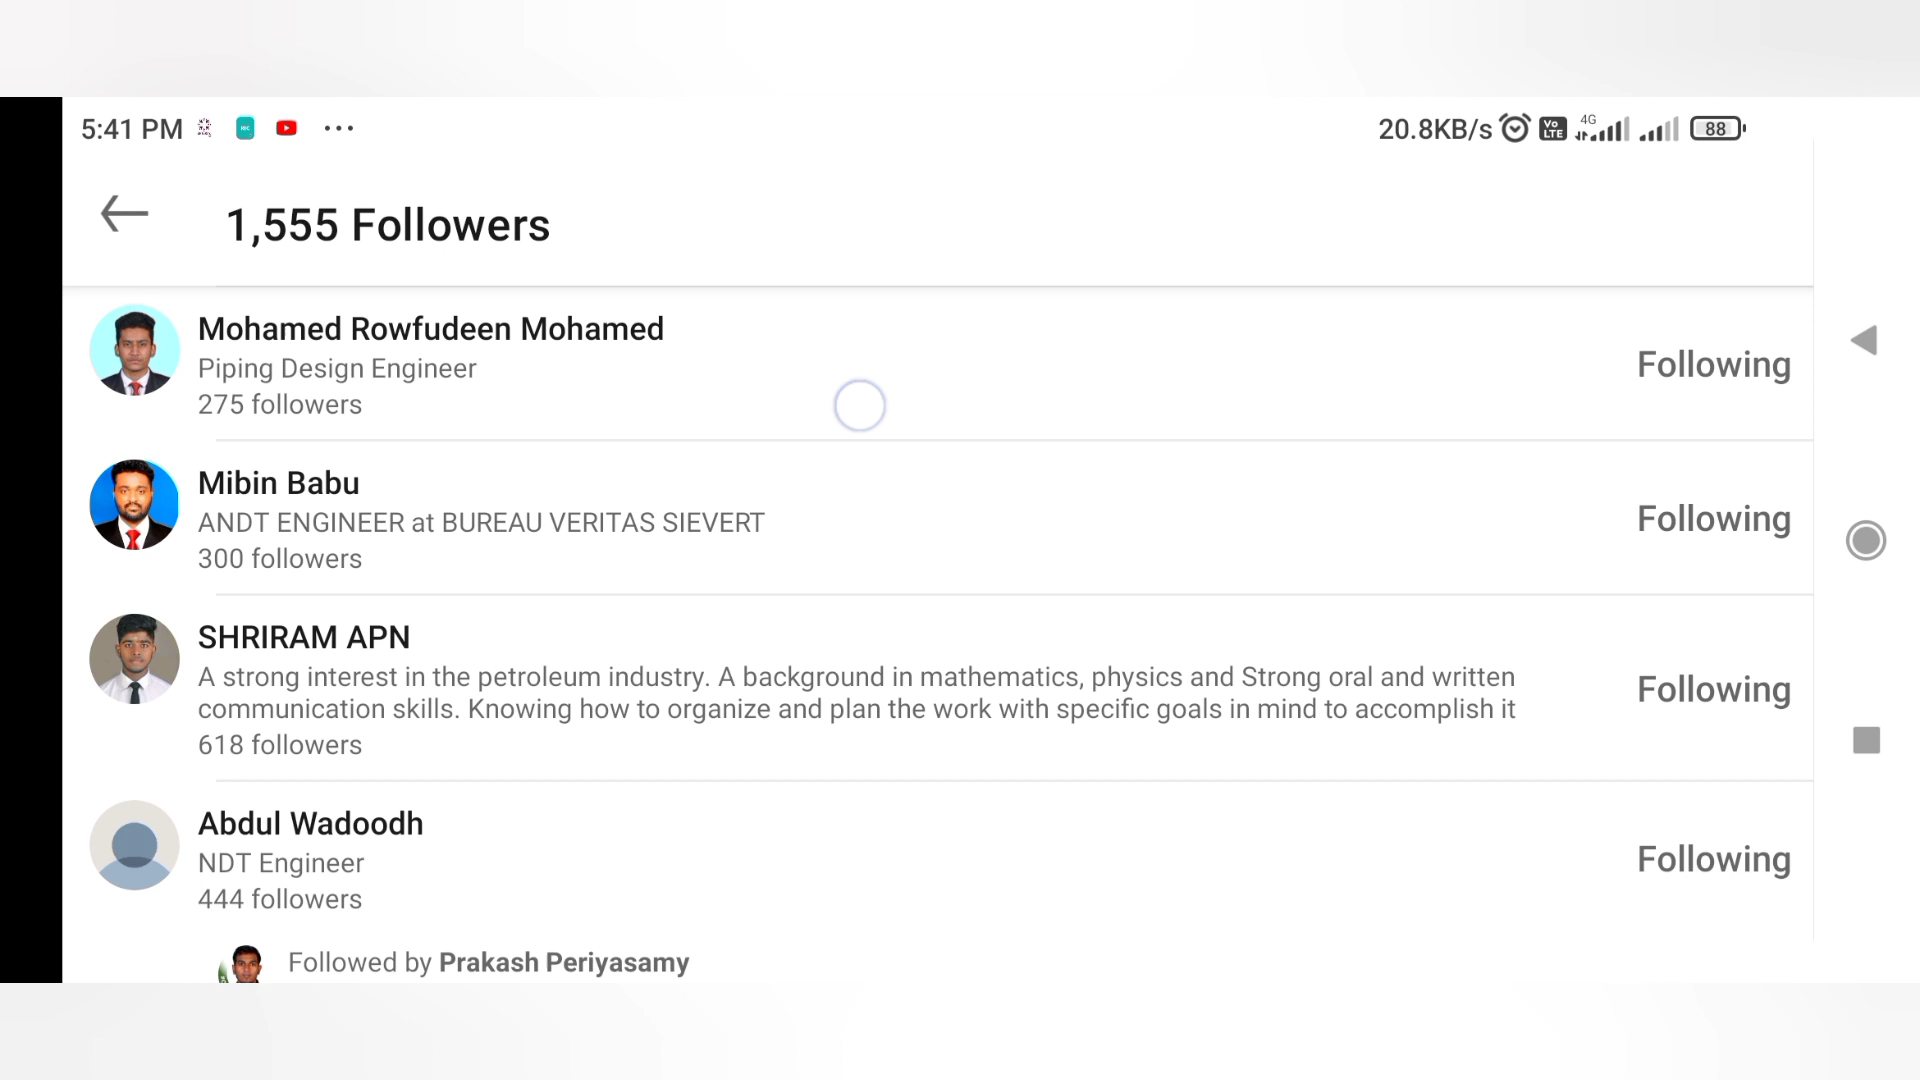 5:41 PM ... 20.8KB/s Vo LTE 4G 88
1,555 Followers
Mohamed Rowfudeen Mohamed
Piping Design Engineer
275 followers
Following
Mibin Babu
ANDT ENGINEER at BUREAU VERITAS SIEVERT
300 followers
Following
SHRIRAM APN
A strong interest in the petroleum industry. A background in mathematics, physics and Strong oral and written
communication skills. Knowing how to organize and plan the work with specific goals in mind to accomplish it
618 followers
Following
Abdul Wadoodh
NDT Engineer
444 followers
Following
Followed by Prakash Periyasamy